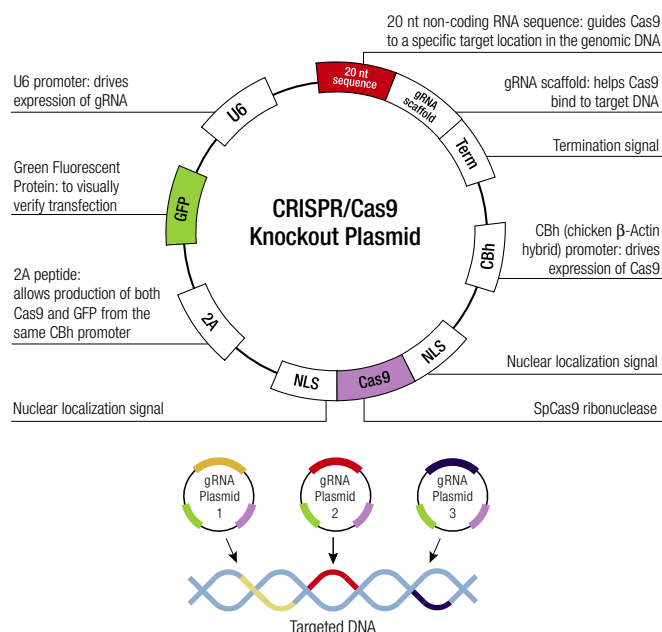 20 nt non-coding RNA sequence: guides Cas9
to a specific target location in the genomic DNA
U6 promoter: drives
expression of gRNA
20 nt
sequence
gRNA
scaffold
gRNA scaffold: helps Cas9
bind to target DNA
U6
Term
Termination signal
Green Fluorescent
Protein: to visually
verify transfection
GFP
CRISPR/Cas9
Knockout Plasmid
CBh
CBh (chicken β-Actin
hybrid) promoter: drives
expression of Cas9
2A peptide:
allows production of both
Cas9 and GFP from the
same CBh promoter
2A
NLS
Cas9
NLS
Nuclear localization signal
Nuclear localization signal
SpCas9 ribonuclease
gRNA
Plasmid
1
gRNA
Plasmid
2
gRNA
Plasmid
3
Targeted DNA